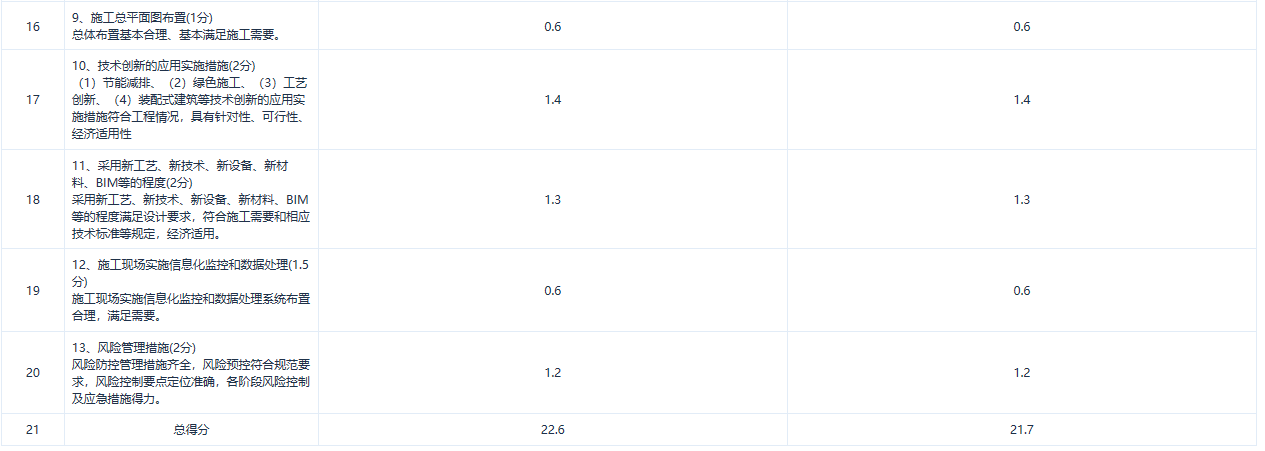 16
9、施工总平面图布置(1分)
总体布置基本合理、基本满足施工需要。
0.6
0.6
17
10、技术创新的应用实施措施(2分)
（1）节能减排、（2）绿色施工、（3）工艺
创新、（4）装配式建筑等技术创新的应用实
施措施符合工程情况，具有针对性、可行性、
经济适用性
1.4
1.4
18
11、采用新工艺、新技术、新设备、新材
料、BIM等的程度(2分)
采用新工艺、新技术、新设备、新材料、BIM
等的程度满足设计要求，符合施工需要和相应
技术标准等规定，经济适用。
1.3
1.3
19
12、施工现场实施信息化监控和数据处理(1.5
分)
施工现场实施信息化监控和数据处理系统布置
合理，满足需要。
0.6
0.6
20
13、风险管理措施(2分)
风险防控管理措施齐全，风险预控符合规范要
求，风险控制要点定位准确，各阶段风险控制
及应急措施得力。
1.2
1.2
21
总得分
22.6
21.7